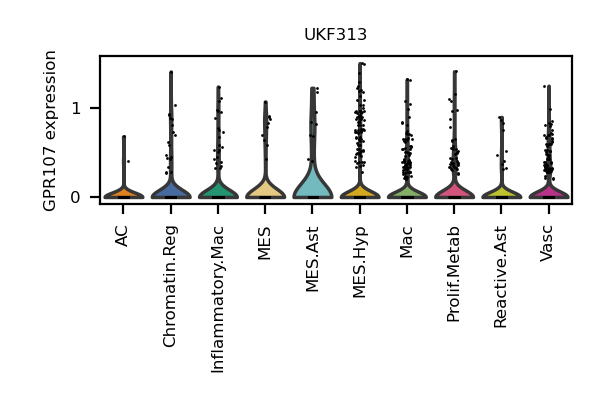 UKF313
GPR107 expression
1
0
AC
Chromatin.Reg
Inflammatory.Mac
MES
MES.Ast
MES.Hyp
Mac
Prolif.Metab
Reactive.Ast
Vasc